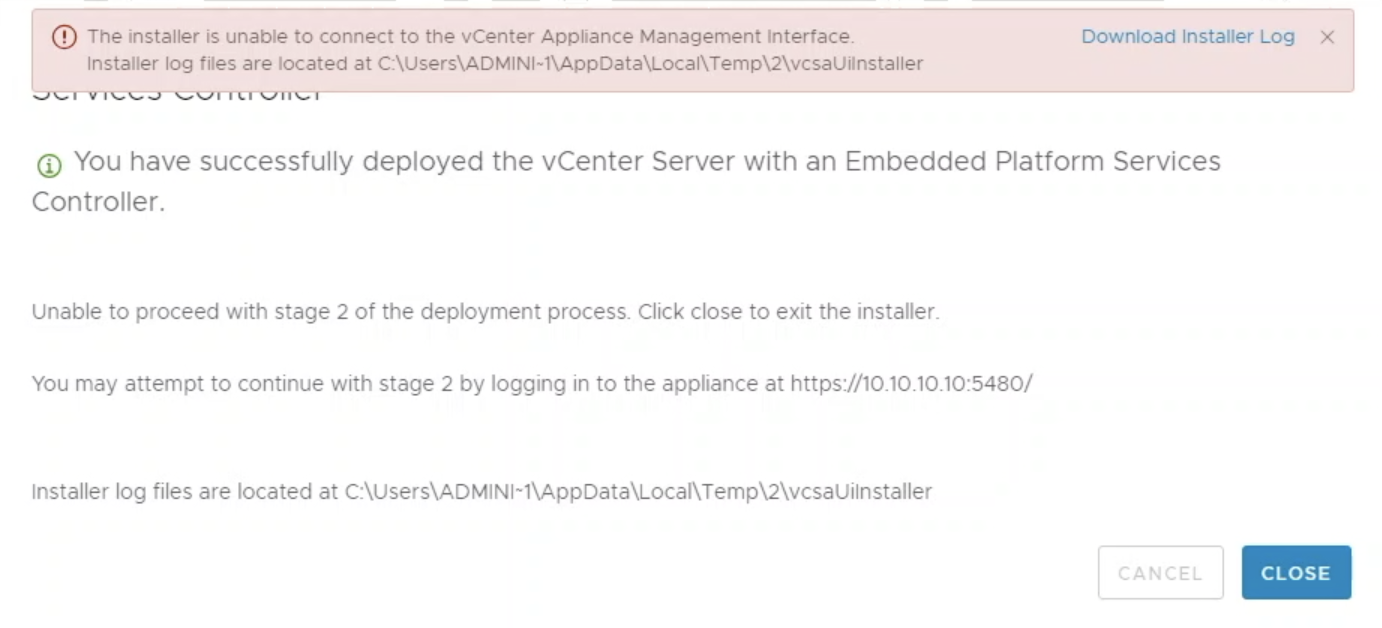 The installer is unable to connect to the vCenter Appliance Management Interface.
Download Installer Log
Installer log files are located at C:\Users\ADMINI~1\AppData\Local\Temp\2\vcsaUiInstaller
Services Controller
You have successfully deployed the vCenter Server with an Embedded Platform Services
Controller.
Unable to proceed with stage 2 of the deployment process. Click close to exit the installer.
You may attempt to continue with stage 2 by logging in to the appliance at https://10.10.10.10:5480/
Installer log files are located at C:\Users\ADMINI~1\AppData\Local\Temp\2\vcsaUiInstaller
CANCEL
CLOSE